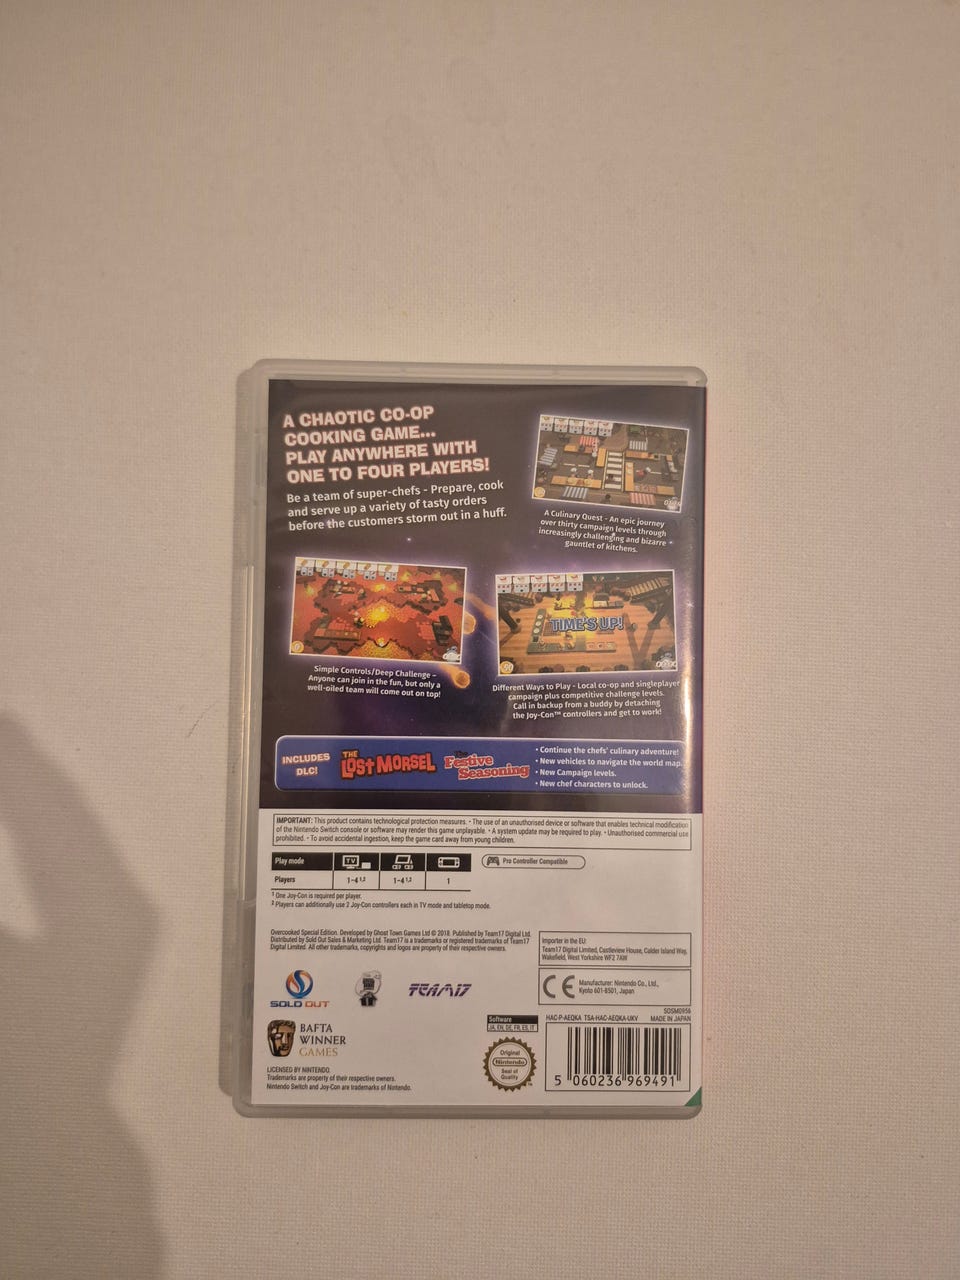 A CHAOTIC CO-OP
COOKING GAME...
PLAY ANYWHERE WITH
ONE TO FOUR PLAYERS!
Be a team of super-chefs - Prepare, cook
and serve up a variety of tasty orders
before the customers storm out in a huff.
A Culinary Quest - An epic journey
over thirty campaign levels through
increasingly challenging and bizarre
gauntlet of kitchens.
TIME'S UP!
Simple Controls/Deep Challenge –
Anyone can join in the fun, but only a
well-oiled team will come out on top!
Different Ways to Play - Local co-op and singleplayer
campaign plus competitive challenge levels.
Call in backup from a buddy by detaching
the Joy-Con™ controllers and get to work!
INCLUDES
DLC!
THE
LOST MORSEL
The
Festive
Seasoning
• Continue the chefs' culinary adventure!
• New vehicles to navigate the world map.
• New Campaign levels.
• New chef characters to unlock.
IMPORTANT: This product contains technological protection measures. • The use of an unauthorised device or software that enables technical modification
of the Nintendo Switch console or software may render this game unplayable. • A system update may be required to play. • Unauthorised commercial use
prohibited. • To avoid accidental ingestion, keep the game card away from young children.
Play mode
TV
Pro Controller Compatible
Players 1-4 1,2 1-4 1,2 1
1 One Joy-Con is required per player.
2 Players can additionally use 2 Joy-Con controllers each in TV mode and tabletop mode.
Overcooked Special Edition. Developed by Ghost Town Games Ltd © 2018. Published by Team17 Digital Ltd.
Distributed by Sold Out Sales & Marketing Ltd. Team17 is a trademarks or registered trademarks of Team17
Digital Limited. All other trademarks, copyrights and logos are property of their respective owners.
Importer in the EU:
Team17 Digital Limited, Castleview House, Calder Island Way,
Wakefield, West Yorkshire WF2 7AW
CE
Manufacturer: Nintendo Co., Ltd.,
Kyoto 601-8501, Japan
SOLD OUT
TEAM17
BAFTA
WINNER
GAMES
LICENSED BY NINTENDO.
Trademarks are property of their respective owners.
Nintendo Switch and Joy-Con are trademarks of Nintendo.
Software
JA, EN, DE, FR, ES, IT
Original
Nintendo
Seal of
Quality
SOSM0956
HAC-P-AEQKA TSA-HAC-AEQKA-UKV MADE IN JAPAN
5 060236 969491